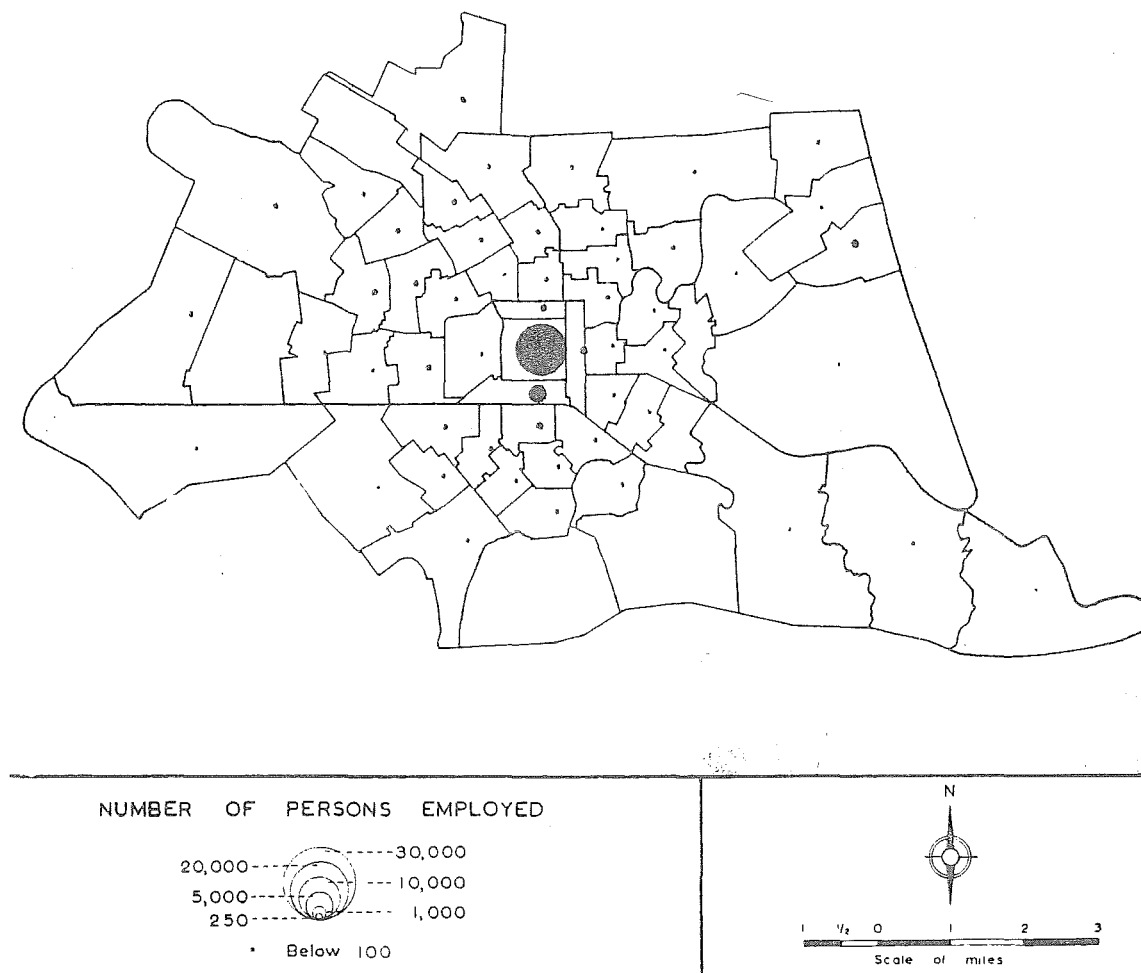 NUMBER OF PERSONS EMPLOYED
30,000
20,000
10,000
5,000
1,000
250
Below 100
N
1 1/2 0 1 2 3
Scale of miles